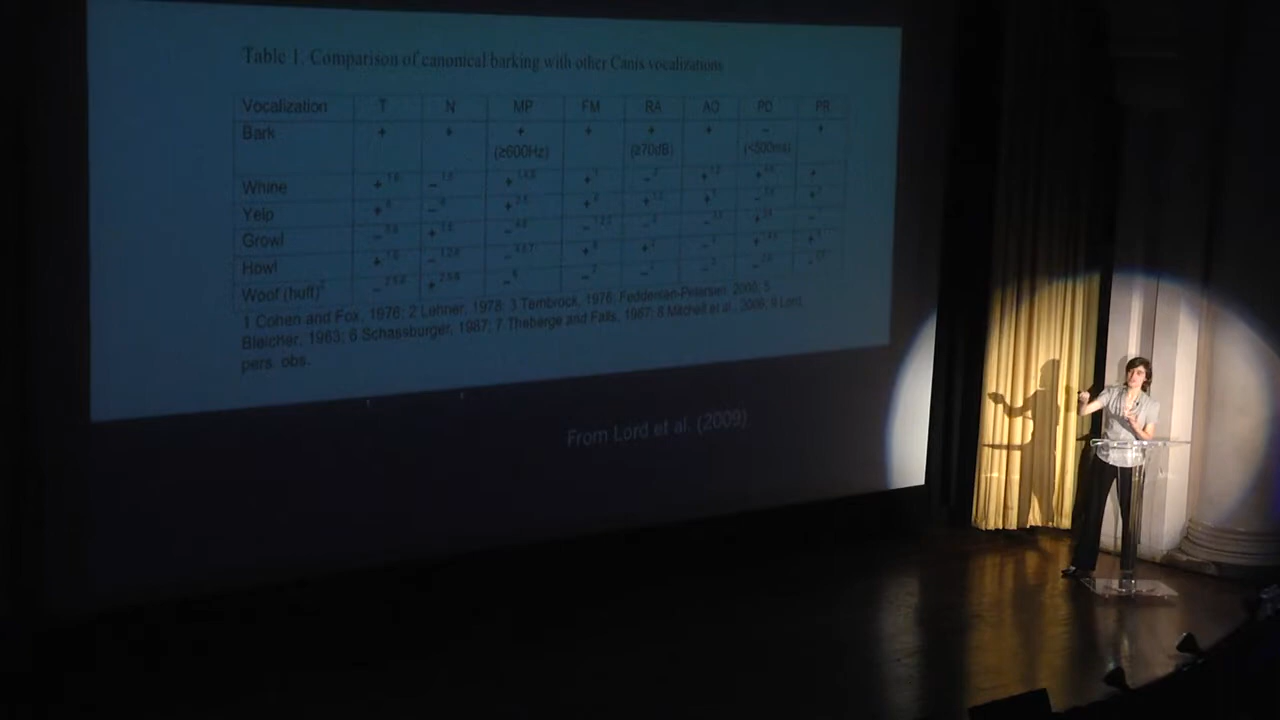 Table 1. Comparison of canonical barking with other Canis vocalizations
Vocalization T N MP FM RA AO PD PR
Bark + + + + + + – +
(≥600Hz) (≥70dB) (<500ms)
Whine + – + + – + + +
Yelp + – + + + + – +
Growl – + – – – – + –
Howl + – – + + – + +
Woof (huff) – + – – – – – –
1 Cohen and Fox, 1976; 2 Lehner, 1978; 3 Tembrock, 1976; Feddersen-Petersen, 2000; 5
Bleicher, 1963; 6 Schassburger, 1987; 7 Theberge and Falls, 1967; 8 Mitchell et al., 2006; 9 Lord,
pers. obs.
From Lord et al. (2009)